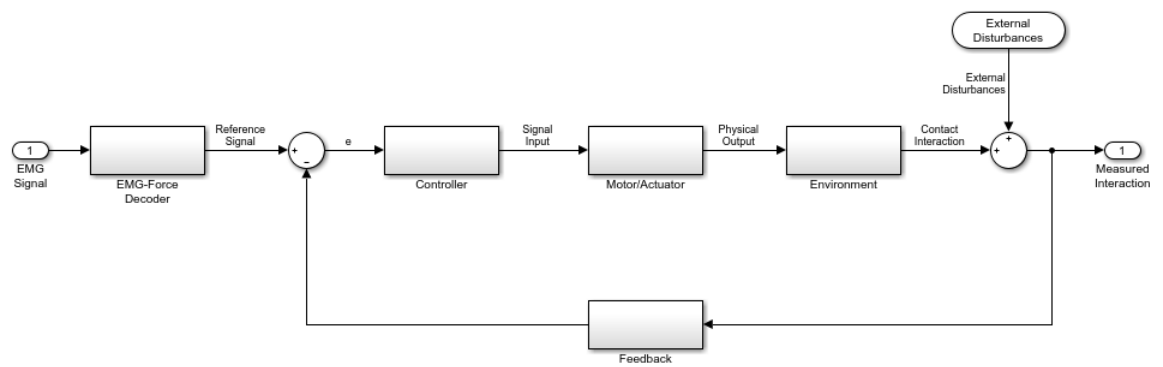 External
Disturbances
External
Disturbances
1
EMG
Signal
EMG-Force
Decoder
Reference
Signal
+
−
e
Controller
Signal
Input
Motor/Actuator
Physical
Output
Environment
Contact
Interaction
+
+
1
Measured
Interaction
Feedback